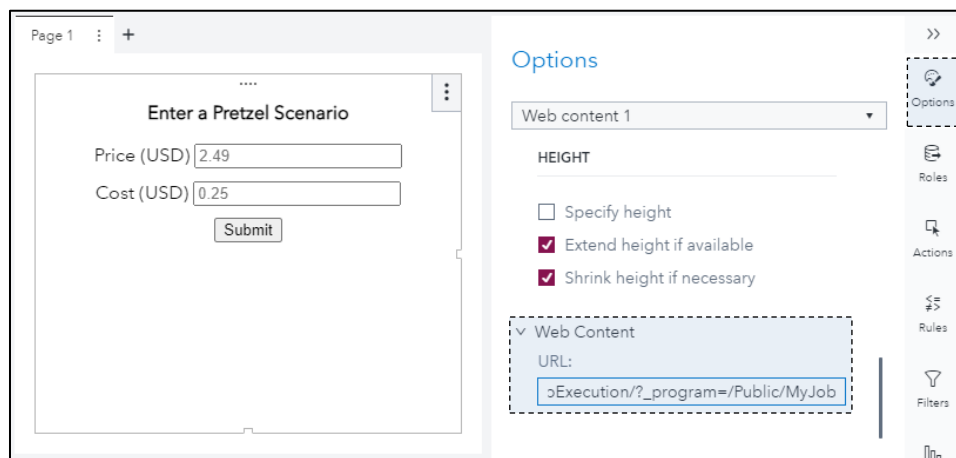 Page 1
Enter a Pretzel Scenario
Price (USD) 2.49
Cost (USD) 0.25
Submit
Options
Web content 1
HEIGHT
Specify height
Extend height if available
Shrink height if necessary
Web Content
URL:
Execution/?_program=/Public/MyJob
Options
Roles
Actions
Rules
Filters